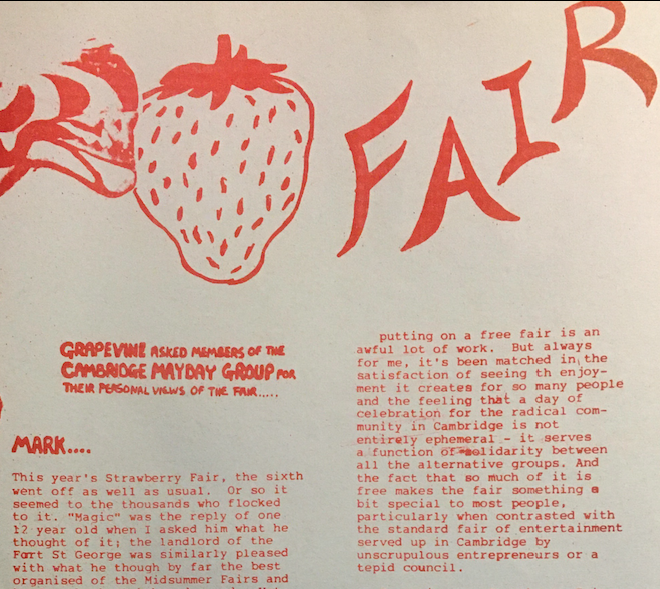 FAIR
GRAPEVINE ASKED MEMBERS OF THE
CAMBRIDGE MAYDAY GROUP FOR
THEIR PERSONAL VIEWS OF THE FAIR.....
MARK....
This year's Strawberry Fair, the sixth
went off as well as usual. Or so it
seemed to the thousands who flocked
to it. "Magic" was the reply of one
12 year old when I asked him what he
thought of it; the landlord of the
Fort St George was similarly pleased
with what he though by far the best
organised of the Midsummer Fairs and
putting on a free fair is an
awful lot of work. But always
for me, it's been matched in the
satisfaction of seeing th enjoy-
ment it creates for so many people
and the feeling that a day of
celebration for the radical com-
munity in Cambridge is not
entirely ephemeral - it serves
a function of solidarity between
all the alternative groups. And
the fact that so much of it is
free makes the fair something a
bit special to most people,
particularly when contrasted with
the standard fair of entertainment
served up in Cambridge by
unscrupulous entrepreneurs or a
tepid council.